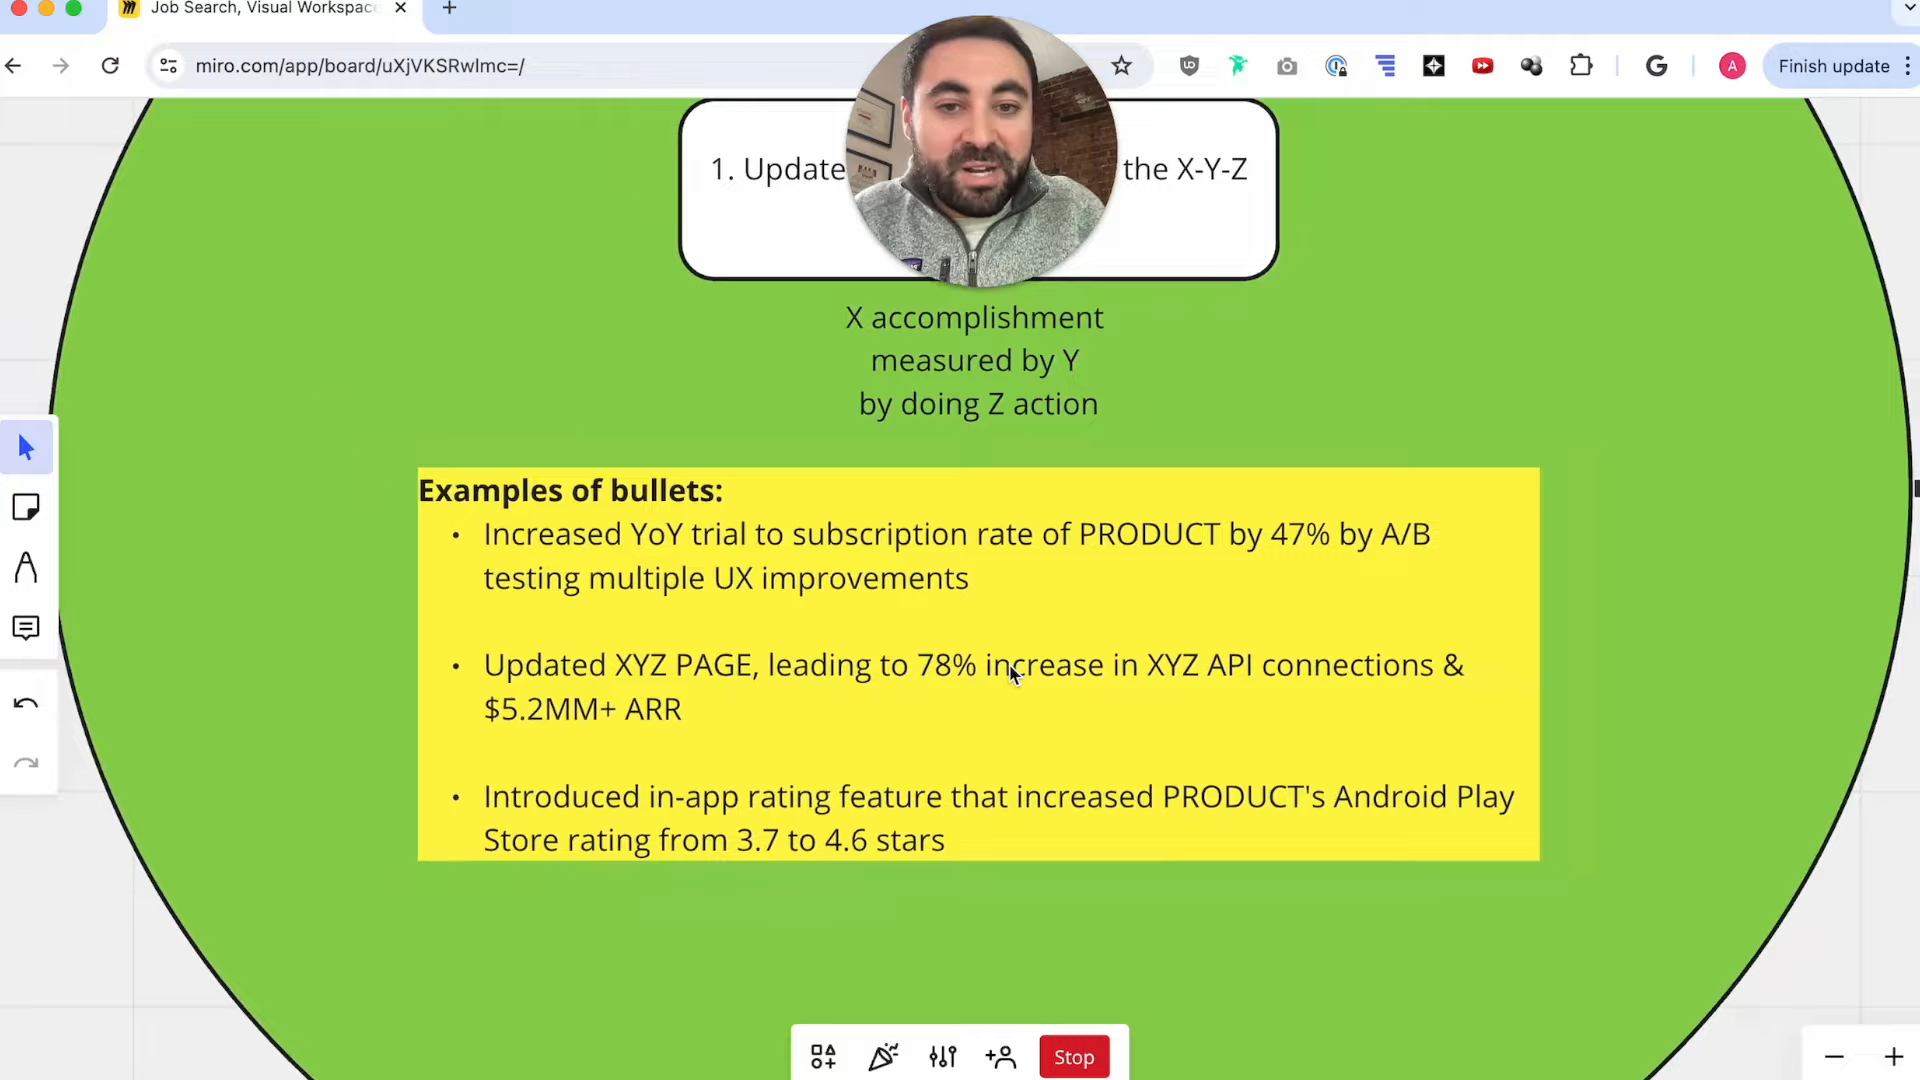 Job Search, Visual Workspace
miro.com/app/board/uXjVKSRwlmc=/
Finish update
A
1. Update the X-Y-Z
X accomplishment
measured by Y
by doing Z action
Examples of bullets:
• Increased YoY trial to subscription rate of PRODUCT by 47% by A/B
testing multiple UX improvements
• Updated XYZ PAGE, leading to 78% increase in XYZ API connections &
$5.2MM+ ARR
• Introduced in-app rating feature that increased PRODUCT's Android Play
Store rating from 3.7 to 4.6 stars
Stop